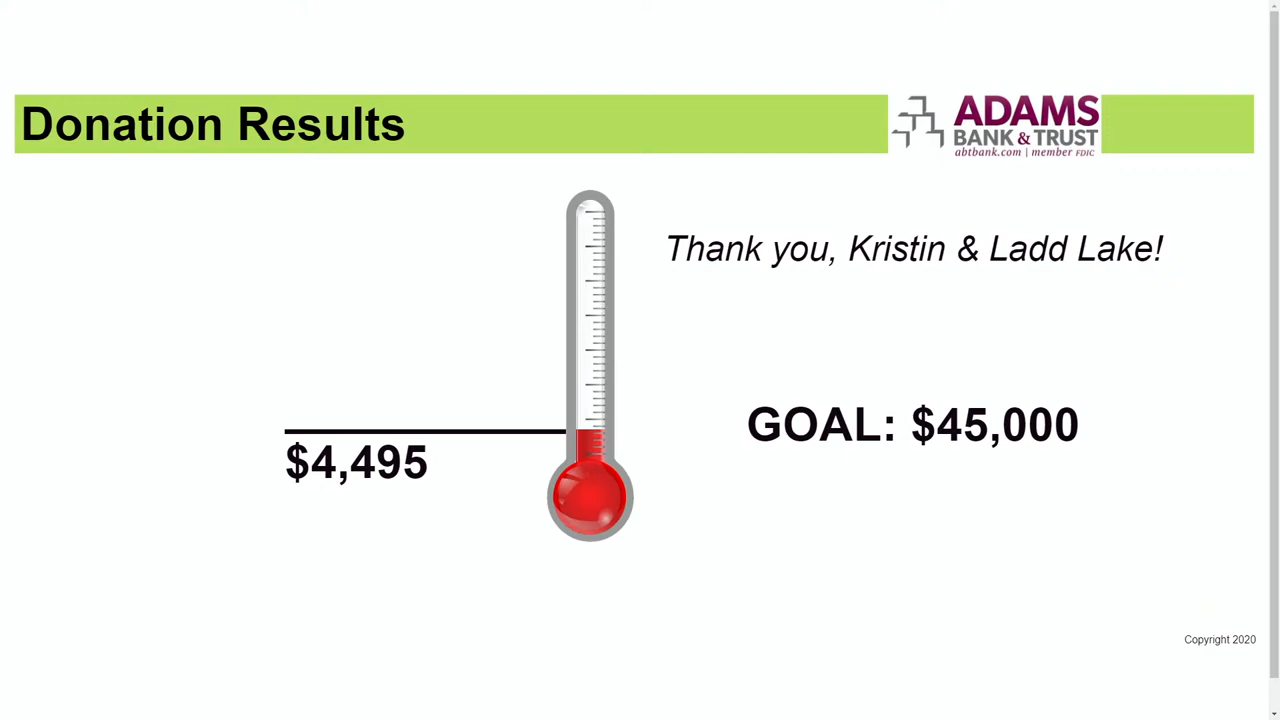 Donation Results
ADAMS
BANK & TRUST
abtbank.com | member FDIC
Thank you, Kristin & Ladd Lake!
GOAL: $45,000
$4,495
Copyright 2020